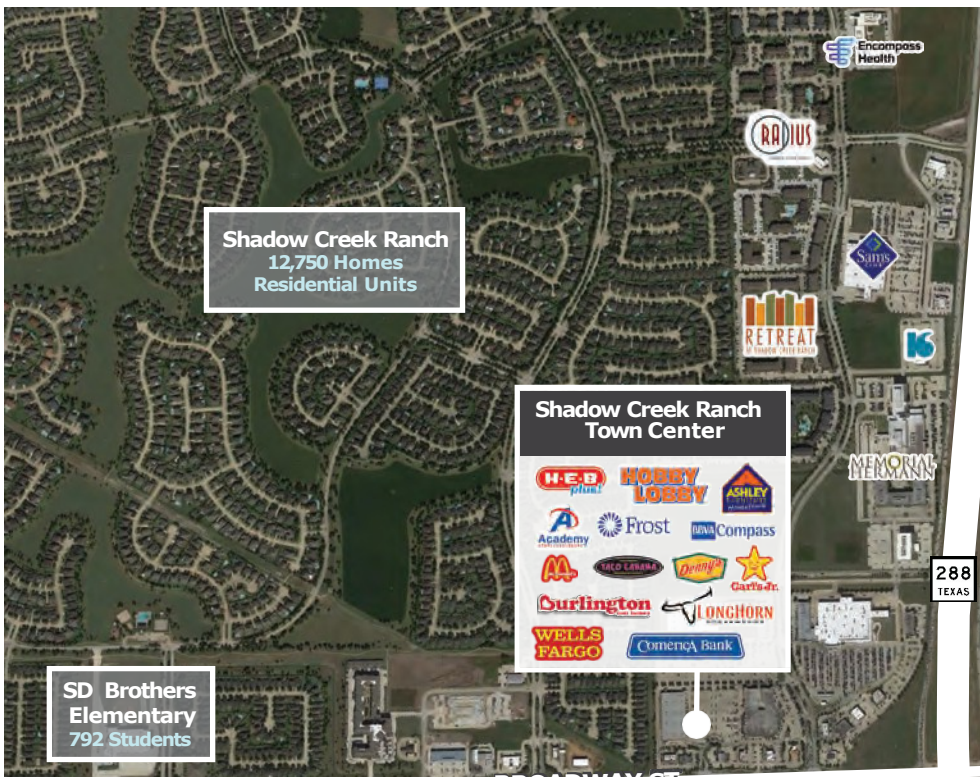 Encompass
Health
RADIUS
Shadow Creek Ranch
12,750 Homes
Residential Units
Sam's
CLUB
RETREAT
AT SHADOW CREEK RANCH
K6
Shadow Creek Ranch
Town Center
MEMORIAL
HERMANN
H-E-B
plus!
HOBBY
LOBBY
ASHLEY
Academy
Frost
BBVA Compass
McDonald's
TACO CABANA
Denny's
Carl's Jr.
288
TEXAS
Burlington
LONGHORN
WELLS
FARGO
Comerica Bank
SD Brothers
Elementary
792 Students
BROADWAY ST